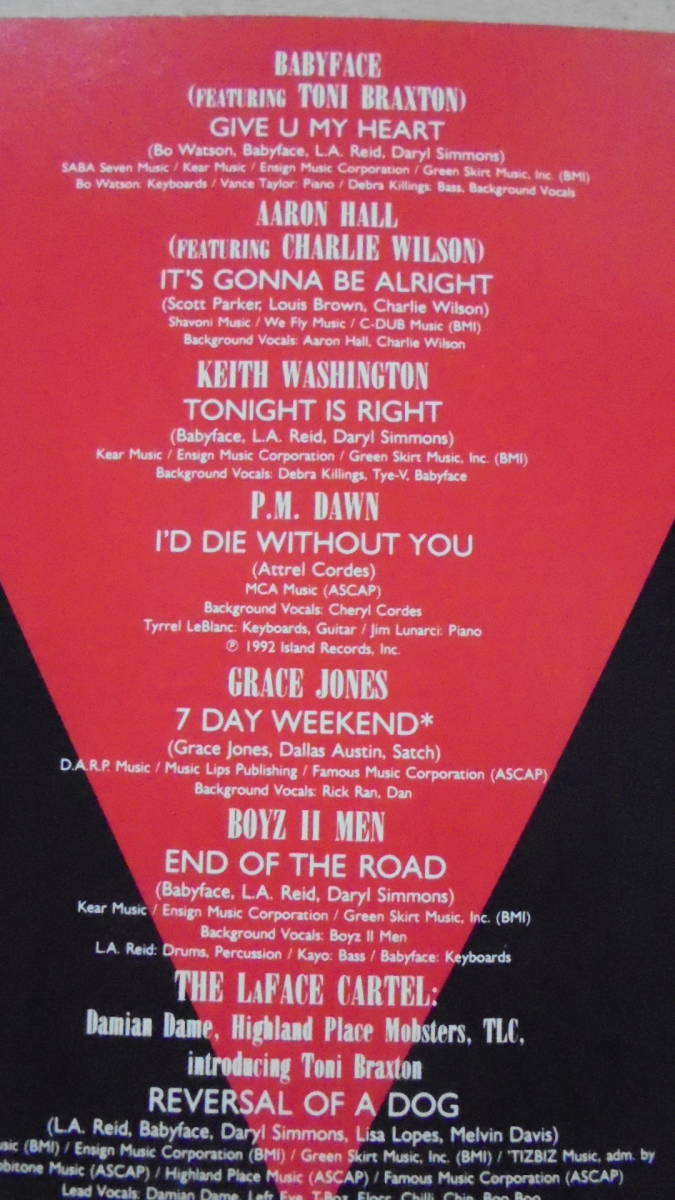 BABYFACE
(FEATURING TONI BRAXTON)
GIVE U MY HEART
(Bo Watson, Babyface, L.A. Reid, Daryl Simmons)
SABA Seven Music / Kear Music / Ensign Music Corporation / Green Skirt Music, Inc. (BMI)
Bo Watson: Keyboards / Vance Taylor: Piano / Debra Killings: Bass, Background Vocals
AARON HALL
(FEATURING CHARLIE WILSON)
IT'S GONNA BE ALRIGHT
(Scott Parker, Louis Brown, Charlie Wilson)
Shavoni Music / We Fly Music / C-DUB Music (BMI)
Background Vocals: Aaron Hall, Charlie Wilson
KEITH WASHINGTON
TONIGHT IS RIGHT
(Babyface, L.A. Reid, Daryl Simmons)
Kear Music / Ensign Music Corporation / Green Skirt Music, Inc. (BMI)
Background Vocals: Debra Killings, Tye-V, Babyface
P.M. DAWN
I'D DIE WITHOUT YOU
(Attrel Cordes)
MCA Music (ASCAP)
Background Vocals: Cheryl Cordes
Tyrrel LeBlanc: Keyboards, Guitar / Jim Lunarci: Piano
℗ 1992 Island Records, Inc.
GRACE JONES
7 DAY WEEKEND*
(Grace Jones, Dallas Austin, Satch)
D.A.R.P. Music / Music Lips Publishing / Famous Music Corporation (ASCAP)
Background Vocals: Rick Ran, Dan
BOYZ II MEN
END OF THE ROAD
(Babyface, L.A. Reid, Daryl Simmons)
Kear Music / Ensign Music Corporation / Green Skirt Music, Inc. (BMI)
Background Vocals: Boyz II Men
L.A. Reid: Drums, Percussion / Kayo: Bass / Babyface: Keyboards
THE LAFACE CARTEL:
Damian Dame, Highland Place Mobsters, TLC,
introducing Toni Braxton
REVERSAL OF A DOG
(L.A. Reid, Babyface, Daryl Simmons, Lisa Lopes, Melvin Davis)
(BMI) / Ensign Music Corporation (BMI) / Green Skirt Music, Inc. (BMI) / 'TIZBIZ Music, adm. by
Music (ASCAP) / Highland Place Music (ASCAP) / Famous Music Corporation (ASCAP)
Lead Vocals: Damian Dame, Left Eye, T-Boz,